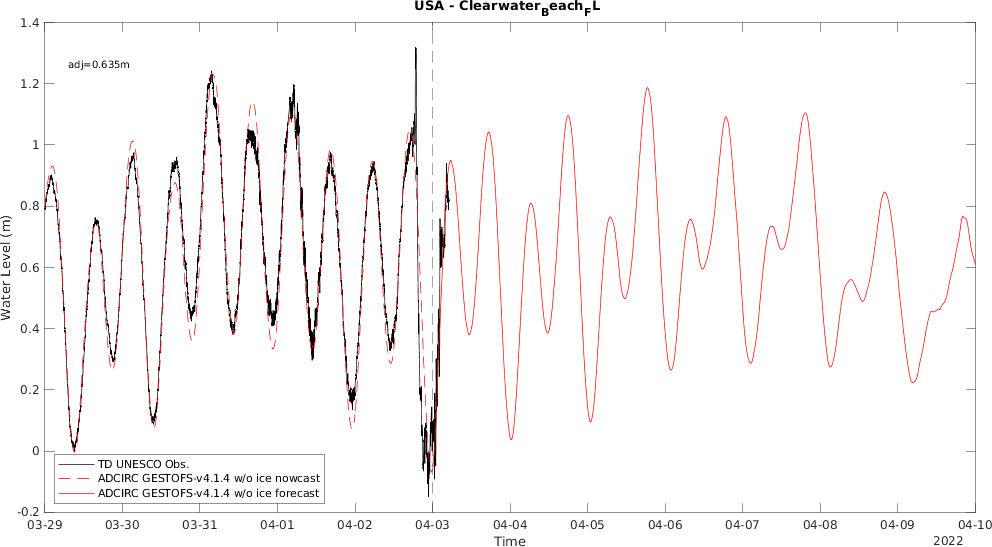 USA - Clearwater_Beach_FL
adj=0.635m
1.4
1.2
1
0.8
0.6
0.4
0.2
0
-0.2
Water Level (m)
TD UNESCO Obs.
ADCIRC GESTOFS-v4.1.4 w/o ice nowcast
ADCIRC GESTOFS-v4.1.4 w/o ice forecast
03-29 03-30 03-31 04-01 04-02 04-03 04-04 04-05 04-06 04-07 04-08 04-09 04-10
Time
2022